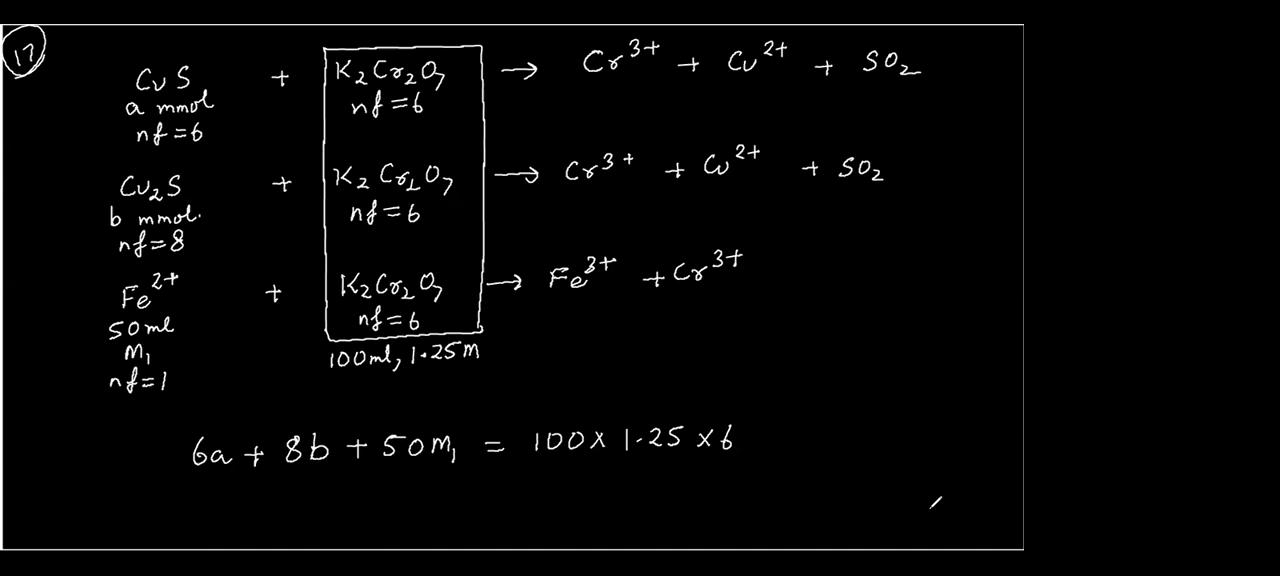 17
CuS + K₂Cr₂O₇ → Cr³⁺ + Cu²⁺ + SO₂
a mmol nf = 6
nf = 6
Cu₂S + K₂Cr₂O₇ → Cr³⁺ + Cu²⁺ + SO₂
b mmol. nf = 6
nf = 8
Fe²⁺ + K₂Cr₂O₇ → Fe³⁺ + Cr³⁺
50ml nf = 6
M₁ 100ml, 1.25M
nf = 1
6a + 8b + 50M₁ = 100 × 1.25 × 6